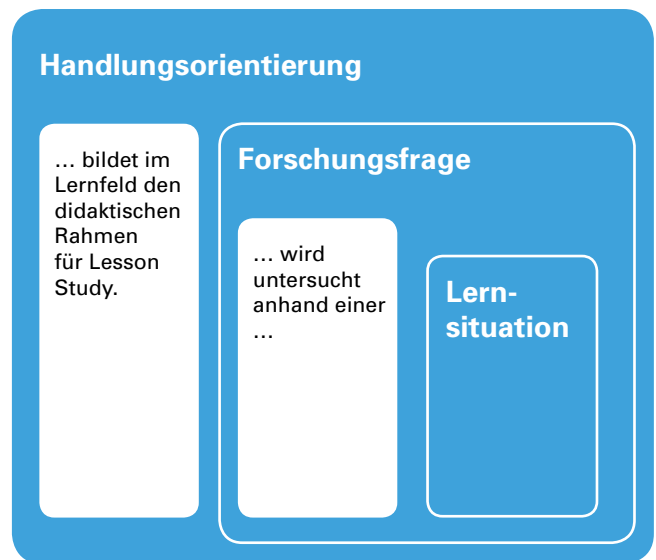 Handlungsorientierung
… bildet im
Lernfeld den
didaktischen
Rahmen
für Lesson
Study.
Forschungsfrage
… wird
untersucht
anhand einer
…
Lern-
situation